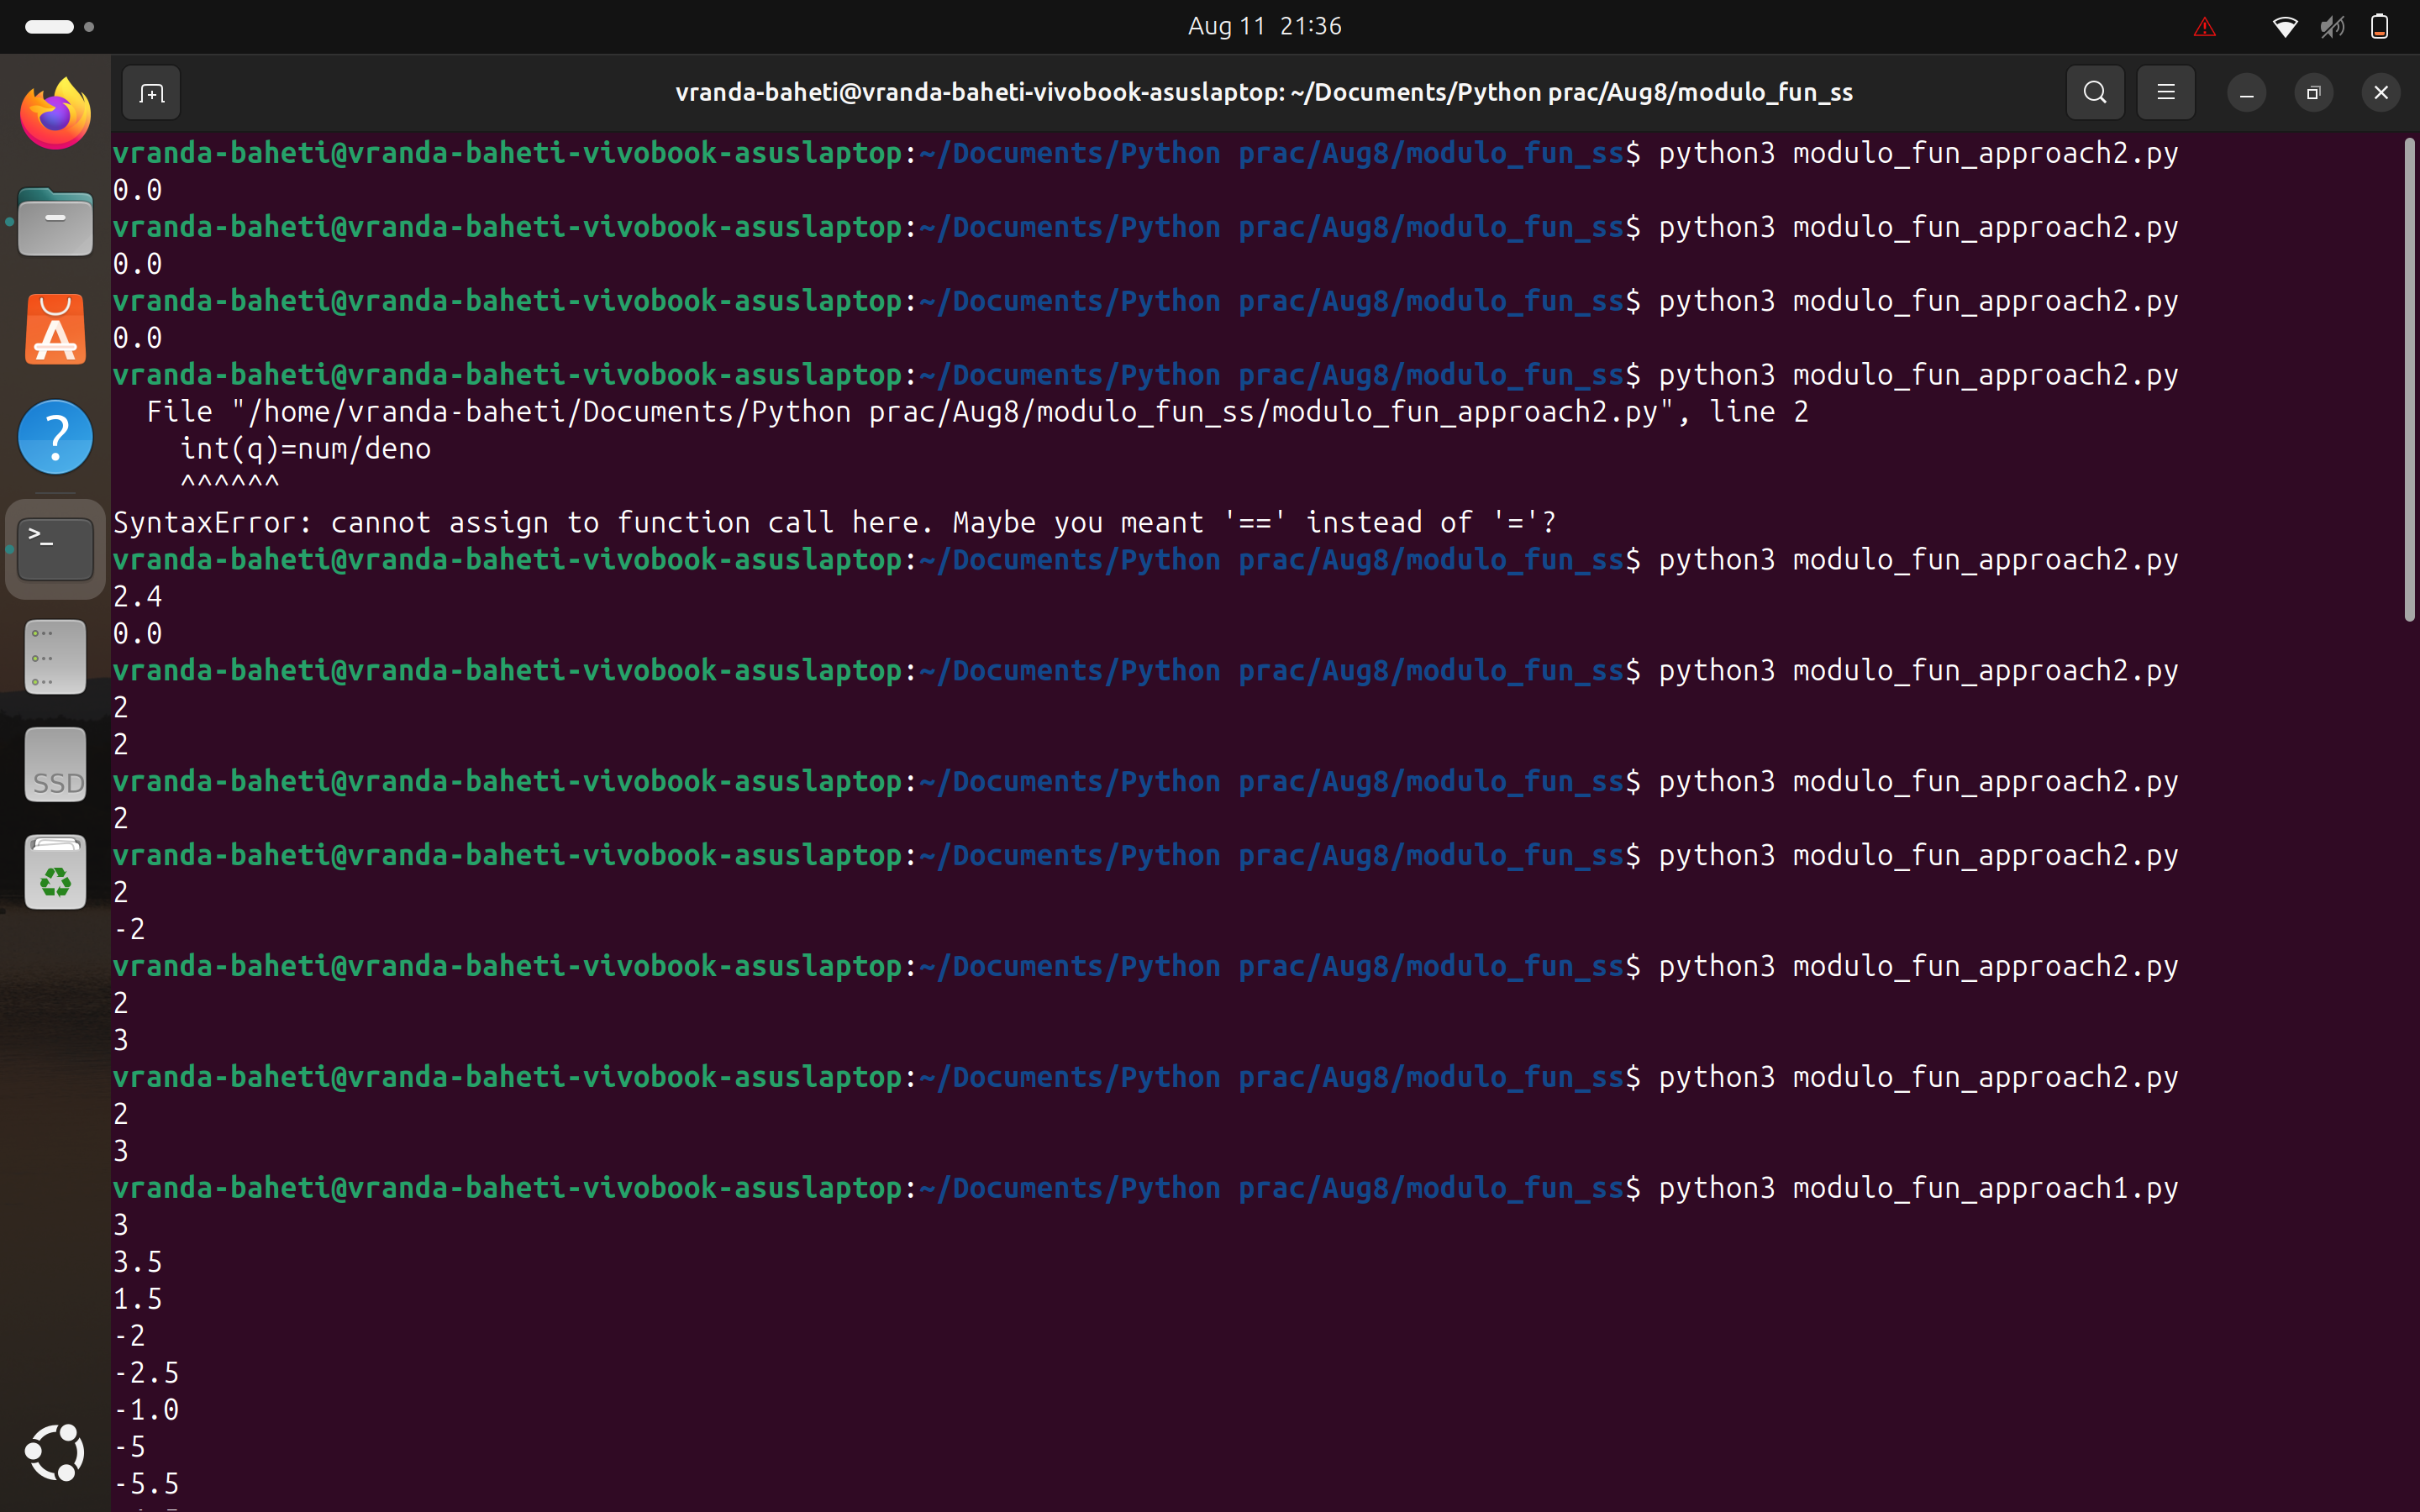 Aug 11 21:36
vranda-baheti@vranda-baheti-vivobook-asuslaptop: ~/Documents/Python prac/Aug8/modulo_fun_ss
vranda-baheti@vranda-baheti-vivobook-asuslaptop:~/Documents/Python prac/Aug8/modulo_fun_ss$ python3 modulo_fun_approach2.py
0.0
vranda-baheti@vranda-baheti-vivobook-asuslaptop:~/Documents/Python prac/Aug8/modulo_fun_ss$ python3 modulo_fun_approach2.py
0.0
vranda-baheti@vranda-baheti-vivobook-asuslaptop:~/Documents/Python prac/Aug8/modulo_fun_ss$ python3 modulo_fun_approach2.py
0.0
vranda-baheti@vranda-baheti-vivobook-asuslaptop:~/Documents/Python prac/Aug8/modulo_fun_ss$ python3 modulo_fun_approach2.py
  File "/home/vranda-baheti/Documents/Python prac/Aug8/modulo_fun_ss/modulo_fun_approach2.py", line 2
    int(q)=num/deno
    ^^^^^^
SyntaxError: cannot assign to function call here. Maybe you meant '==' instead of '='?
vranda-baheti@vranda-baheti-vivobook-asuslaptop:~/Documents/Python prac/Aug8/modulo_fun_ss$ python3 modulo_fun_approach2.py
2.4
0.0
vranda-baheti@vranda-baheti-vivobook-asuslaptop:~/Documents/Python prac/Aug8/modulo_fun_ss$ python3 modulo_fun_approach2.py
2
2
vranda-baheti@vranda-baheti-vivobook-asuslaptop:~/Documents/Python prac/Aug8/modulo_fun_ss$ python3 modulo_fun_approach2.py
2
vranda-baheti@vranda-baheti-vivobook-asuslaptop:~/Documents/Python prac/Aug8/modulo_fun_ss$ python3 modulo_fun_approach2.py
2
-2
vranda-baheti@vranda-baheti-vivobook-asuslaptop:~/Documents/Python prac/Aug8/modulo_fun_ss$ python3 modulo_fun_approach2.py
2
3
vranda-baheti@vranda-baheti-vivobook-asuslaptop:~/Documents/Python prac/Aug8/modulo_fun_ss$ python3 modulo_fun_approach2.py
2
3
vranda-baheti@vranda-baheti-vivobook-asuslaptop:~/Documents/Python prac/Aug8/modulo_fun_ss$ python3 modulo_fun_approach1.py
3
3.5
1.5
-2
-2.5
-1.0
-5
-5.5
SSD